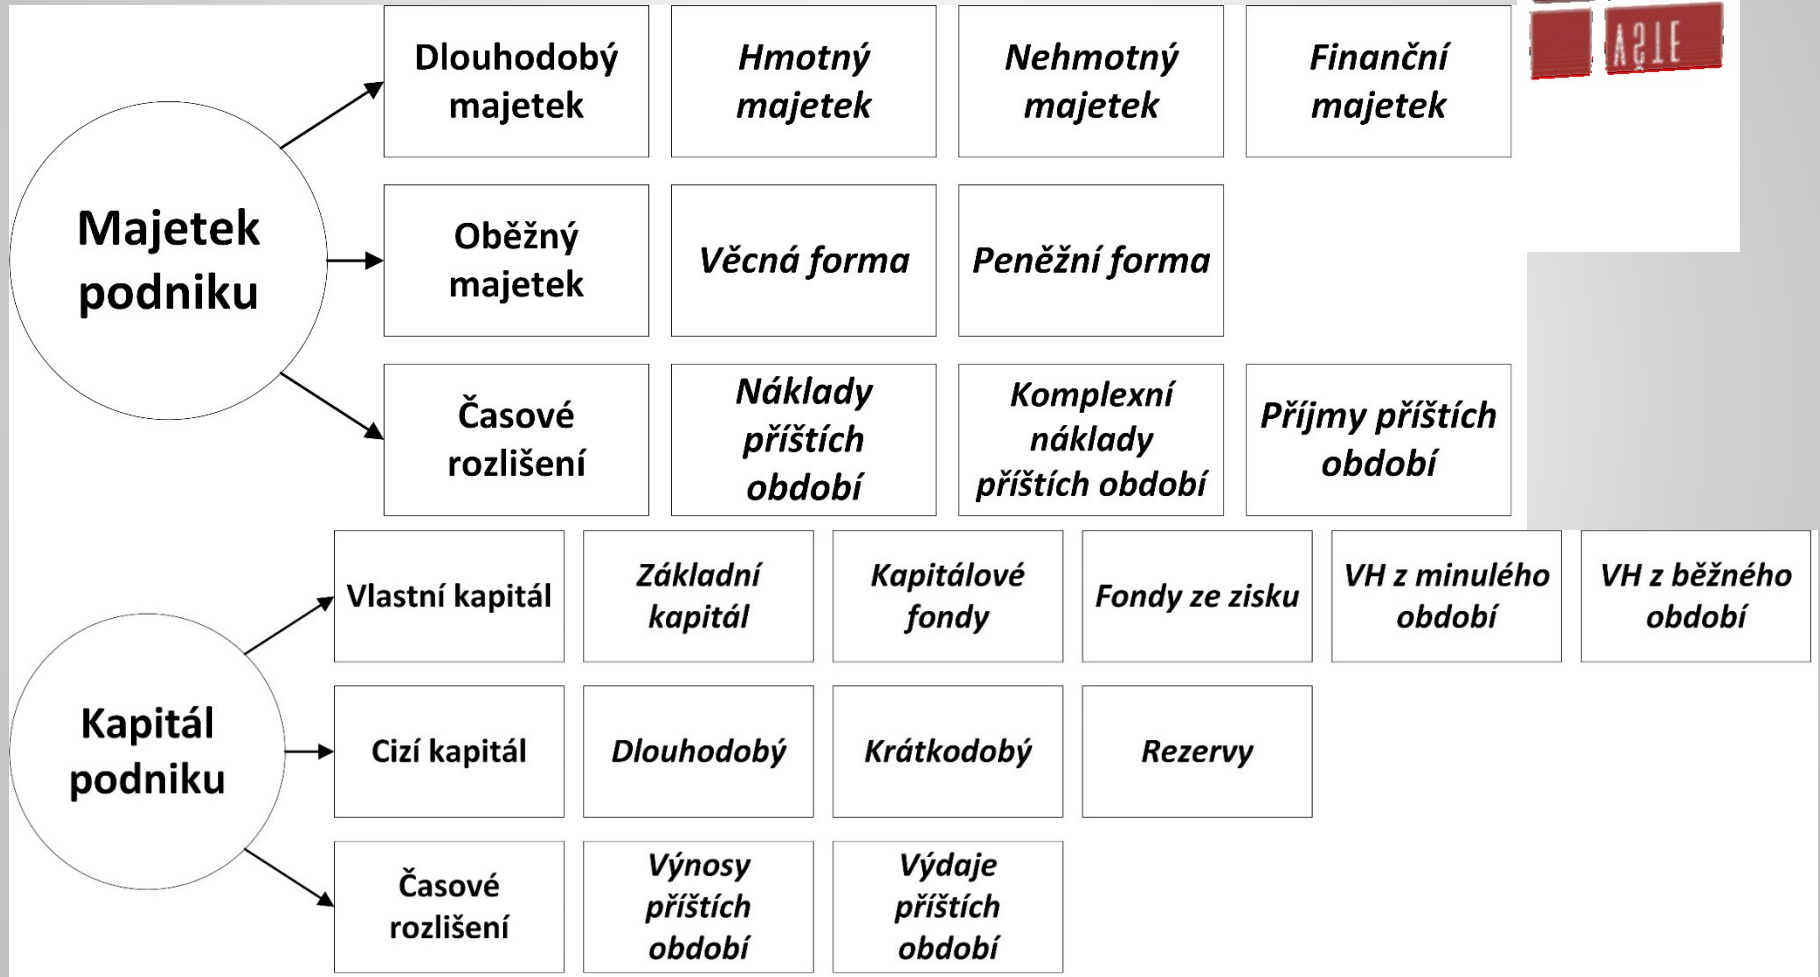 VŠTE
Majetek
podniku
Dlouhodobý
majetek
Hmotný
majetek
Nehmotný
majetek
Finanční
majetek
Oběžný
majetek
Věcná forma
Peněžní forma
Časové
rozlišení
Náklady
příštích
období
Komplexní
náklady
příštích období
Příjmy příštích
období
Kapitál
podniku
Vlastní kapitál
Základní
kapitál
Kapitálové
fondy
Fondy ze zisku
VH z minulého
období
VH z běžného
období
Cizí kapitál
Dlouhodobý
Krátkodobý
Rezervy
Časové
rozlišení
Výnosy
příštích
období
Výdaje
příštích
období